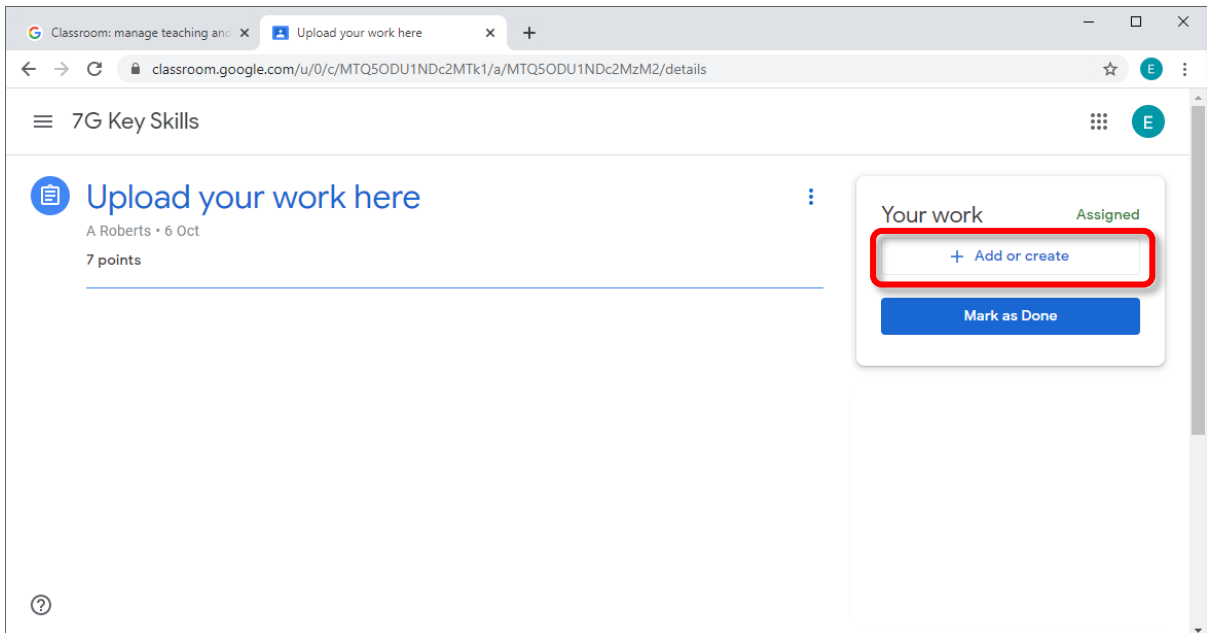 Classroom: manage teaching and
Upload your work here
classroom.google.com/u/0/c/MTQ5ODU1NDc2MTk1/a/MTQ5ODU1NDc2MzM2/details
E
7G Key Skills
E
Upload your work here
A Roberts • 6 Oct
7 points
Your work
Assigned
+ Add or create
Mark as Done